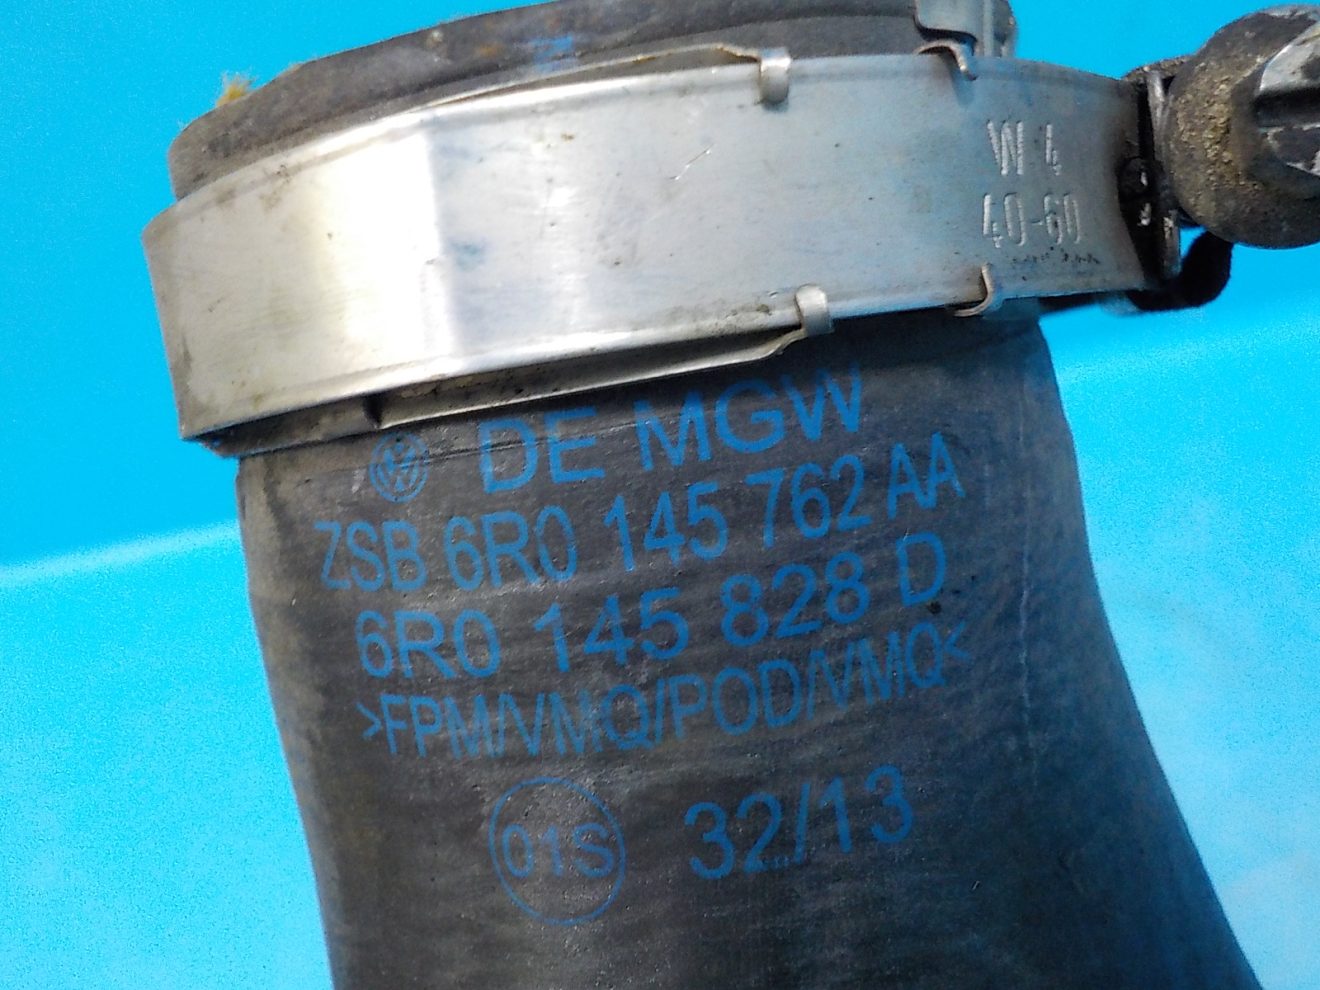 W 4
40-60
DE MGW
ZSB 6R0 145 762 AA
6R0 145 828 D
>FPM/VMQ/POD/VMQ<
01S 32/13